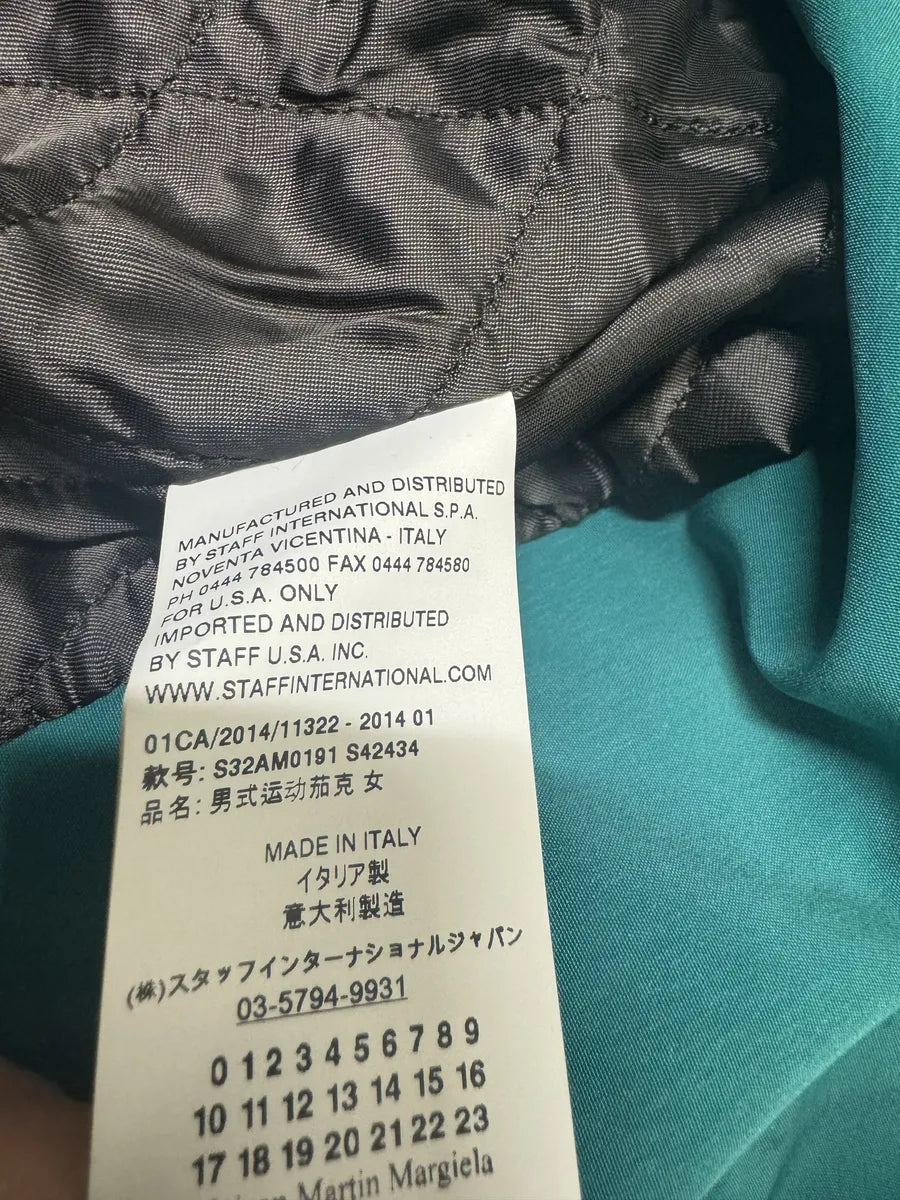 MANUFACTURED AND DISTRIBUTED
BY STAFF INTERNATIONAL S.P.A.
NOVENTA VICENTINA - ITALY
PH 0444 784500 FAX 0444 784580
FOR U.S.A. ONLY
IMPORTED AND DISTRIBUTED
BY STAFF U.S.A. INC.
WWW.STAFFINTERNATIONAL.COM
01CA/2014/11322 - 2014 01
款号: S32AM0191 S42434
品名: 男式运动茄克 女
MADE IN ITALY
イタリア製
意大利製造
(株)スタッフインターナショナルジャパン
03-5794-9931
0 1 2 3 4 5 6 7 8 9
10 11 12 13 14 15 16
17 18 19 20 21 22 23
Martin Margiela